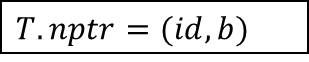 T.nptr = (id, b)